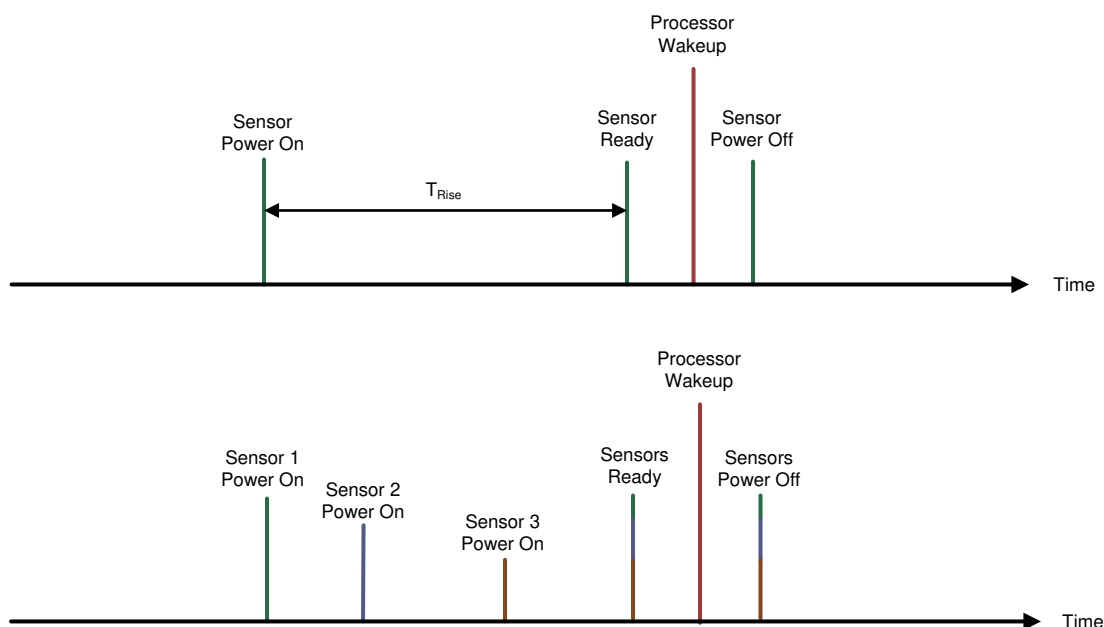 Processor
Wakeup
Sensor
Power On
Sensor
Ready
Sensor
Power Off
TRise
Time
Processor
Wakeup
Sensor 1
Power On
Sensor 2
Power On
Sensor 3
Power On
Sensors
Ready
Sensors
Power Off
Time